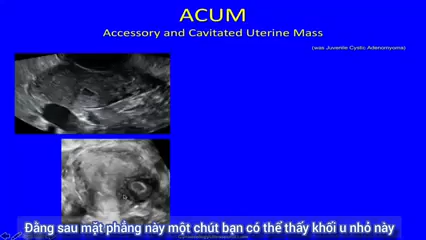 ACUM
Accessory and Cavitated Uterine Mass
(was Juvenile Cystic Adenomyoma)
Đằng sau mặt phẳng này một chút bạn có thể thấy khối u nhỏ này